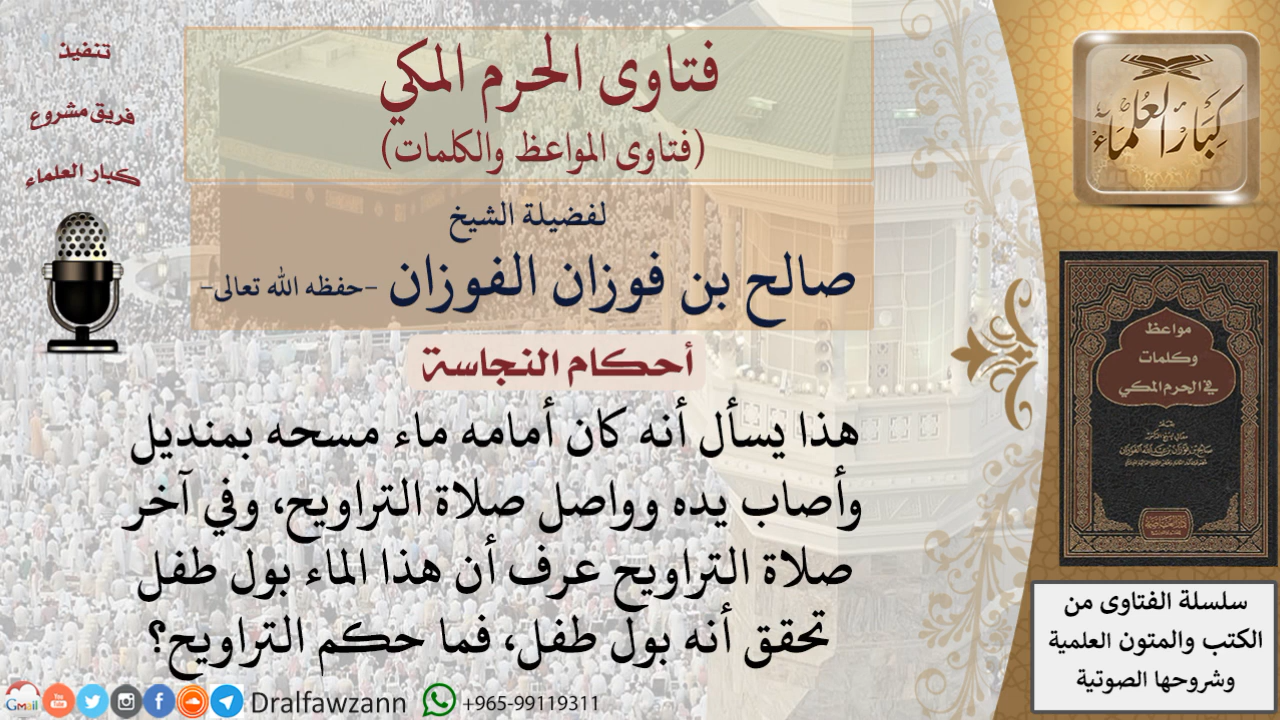 تنفيذ
فريق مشروع
كبار العلماء
فتاوى الحرم المكي
(فتاوى المواعظ والكلمات)
لفضيلة الشيخ
صالح بن فوزان الفوزان -حفظه الله تعالى-
أحكام النجاسة
هذا يسأل أنه كان أمامه ماء مسحه بمنديل
وأصاب يده وواصل صلاة التراويح، وفي آخر
صلاة التراويح عرف أن هذا الماء بول طفل
تحقق أنه بول طفل، فما حكم التراويح؟
كبار العلماء
مواعظ
وكلمات
في الحرم المكي
سلسلة الفتاوى من
الكتب والمتون العلمية
وشروحها الصوتية
Gmail
You
Tube
Dralfawzann
+965-99119311